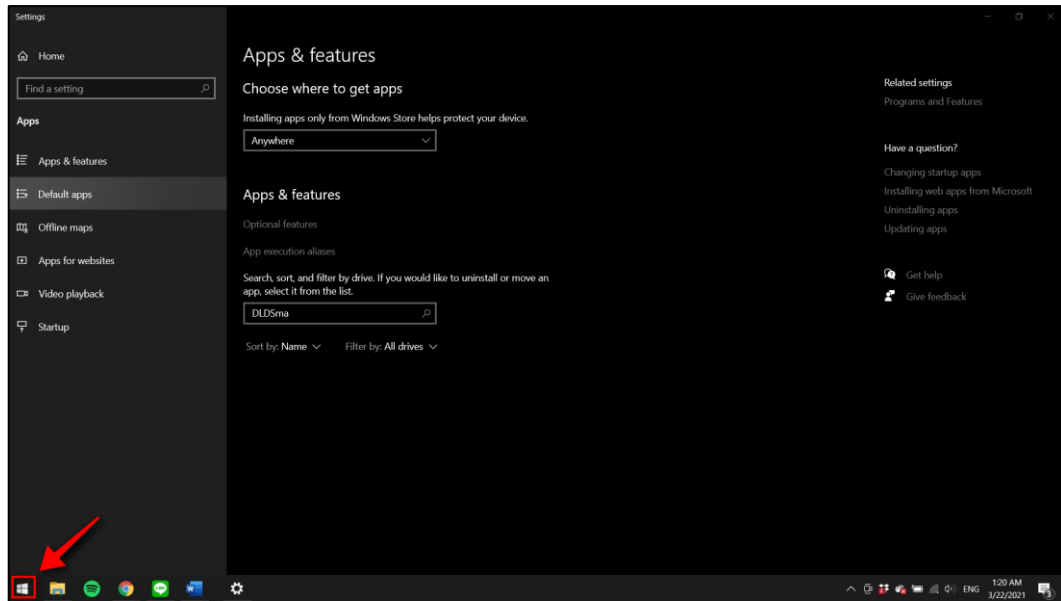 Settings
Home
Find a setting
Apps
Apps & features
Default apps
Offline maps
Apps for websites
Video playback
Startup
Apps & features
Choose where to get apps
Installing apps only from Windows Store helps protect your device.
Anywhere
Apps & features
Optional features
App execution aliases
Search, sort, and filter by drive. If you would like to uninstall or move an
app, select it from the list.
DLDSma
Sort by: Name Filter by: All drives
Related settings
Programs and Features
Have a question?
Changing startup apps
Installing web apps from Microsoft
Uninstalling apps
Updating apps
Get help
Give feedback
ENG
1:20 AM
3/22/2021